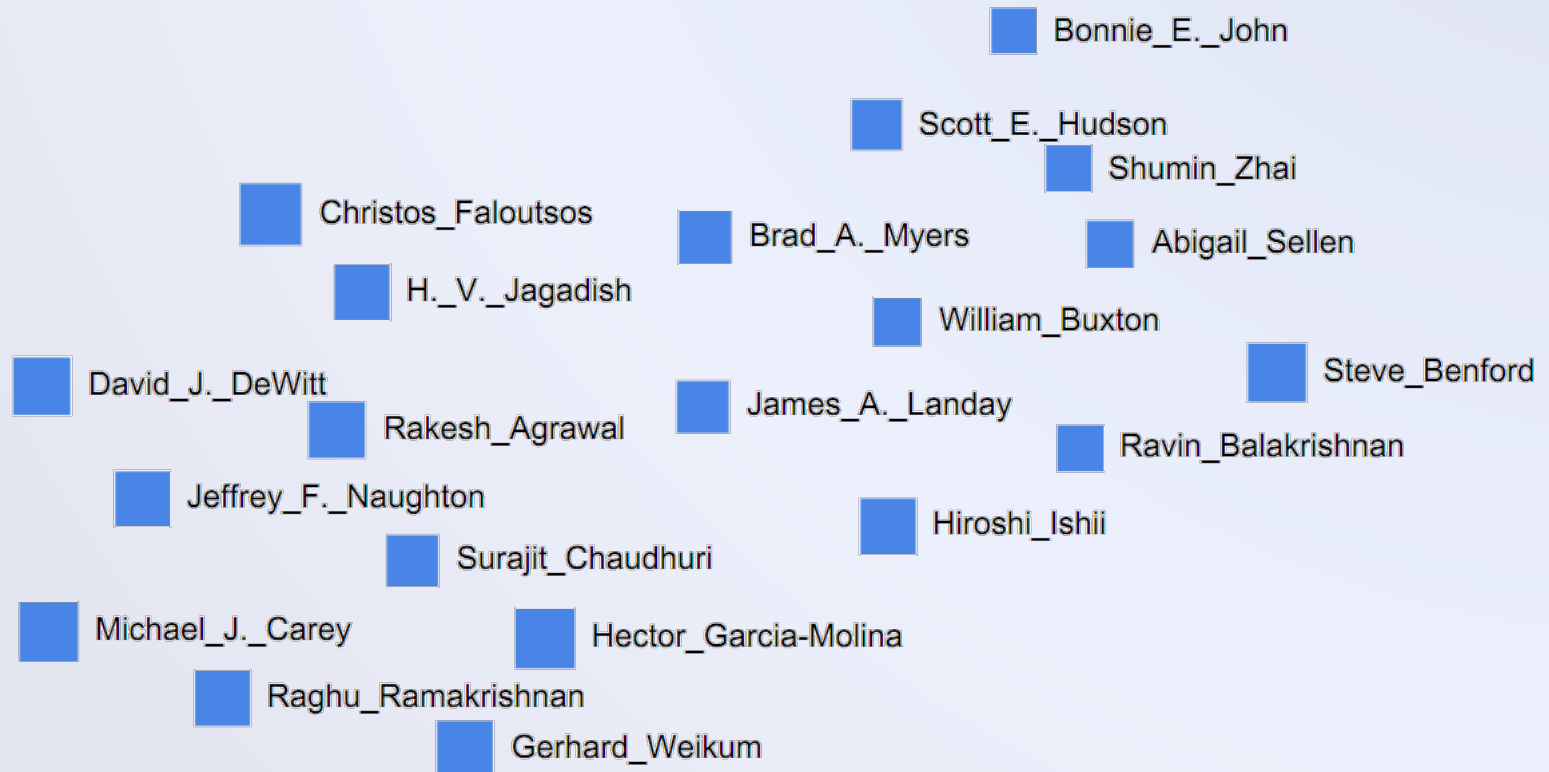 Bonnie_E._John
Scott_E._Hudson
Shumin_Zhai
Christos_Faloutsos
Brad_A._Myers
Abigail_Sellen
H._V._Jagadish
William_Buxton
Steve_Benford
David_J._DeWitt
James_A._Landay
Rakesh_Agrawal
Ravin_Balakrishnan
Jeffrey_F._Naughton
Hiroshi_Ishii
Surajit_Chaudhuri
Michael_J._Carey
Hector_Garcia-Molina
Raghu_Ramakrishnan
Gerhard_Weikum